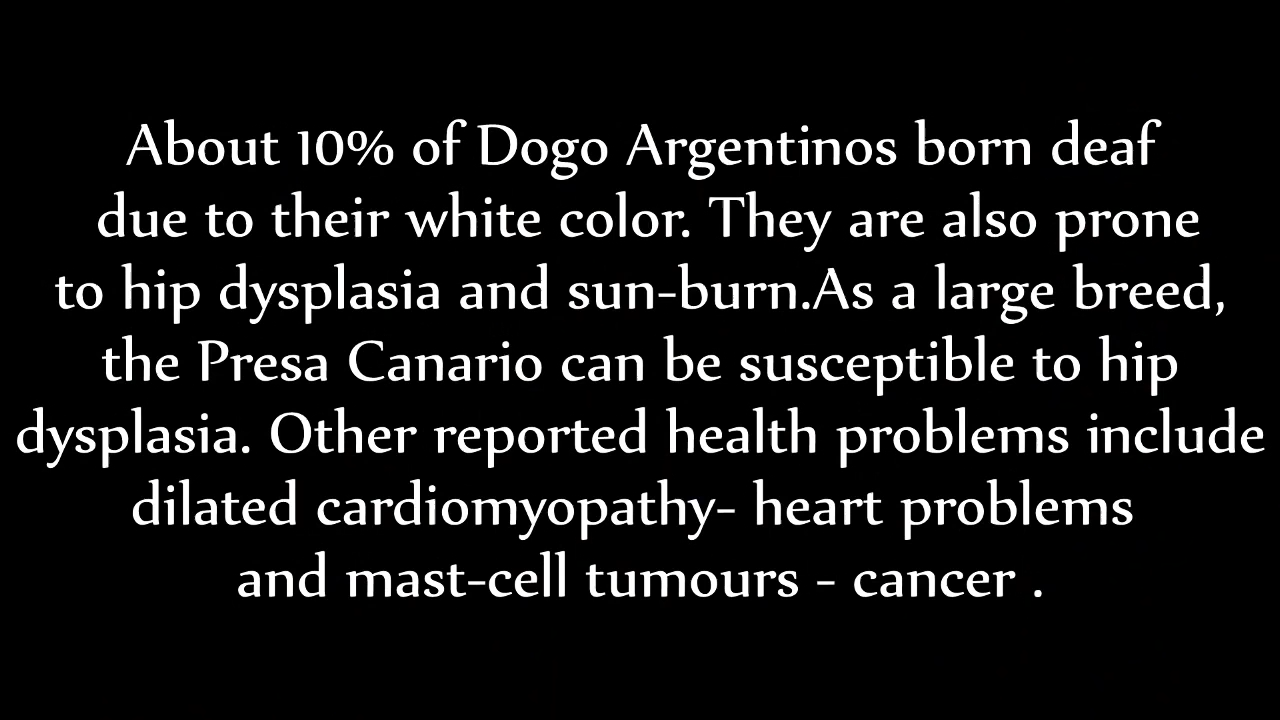 About 10% of Dogo Argentinos born deaf
due to their white color. They are also prone
to hip dysplasia and sun-burn.As a large breed,
the Presa Canario can be susceptible to hip
dysplasia. Other reported health problems include
dilated cardiomyopathy- heart problems
and mast-cell tumours - cancer .